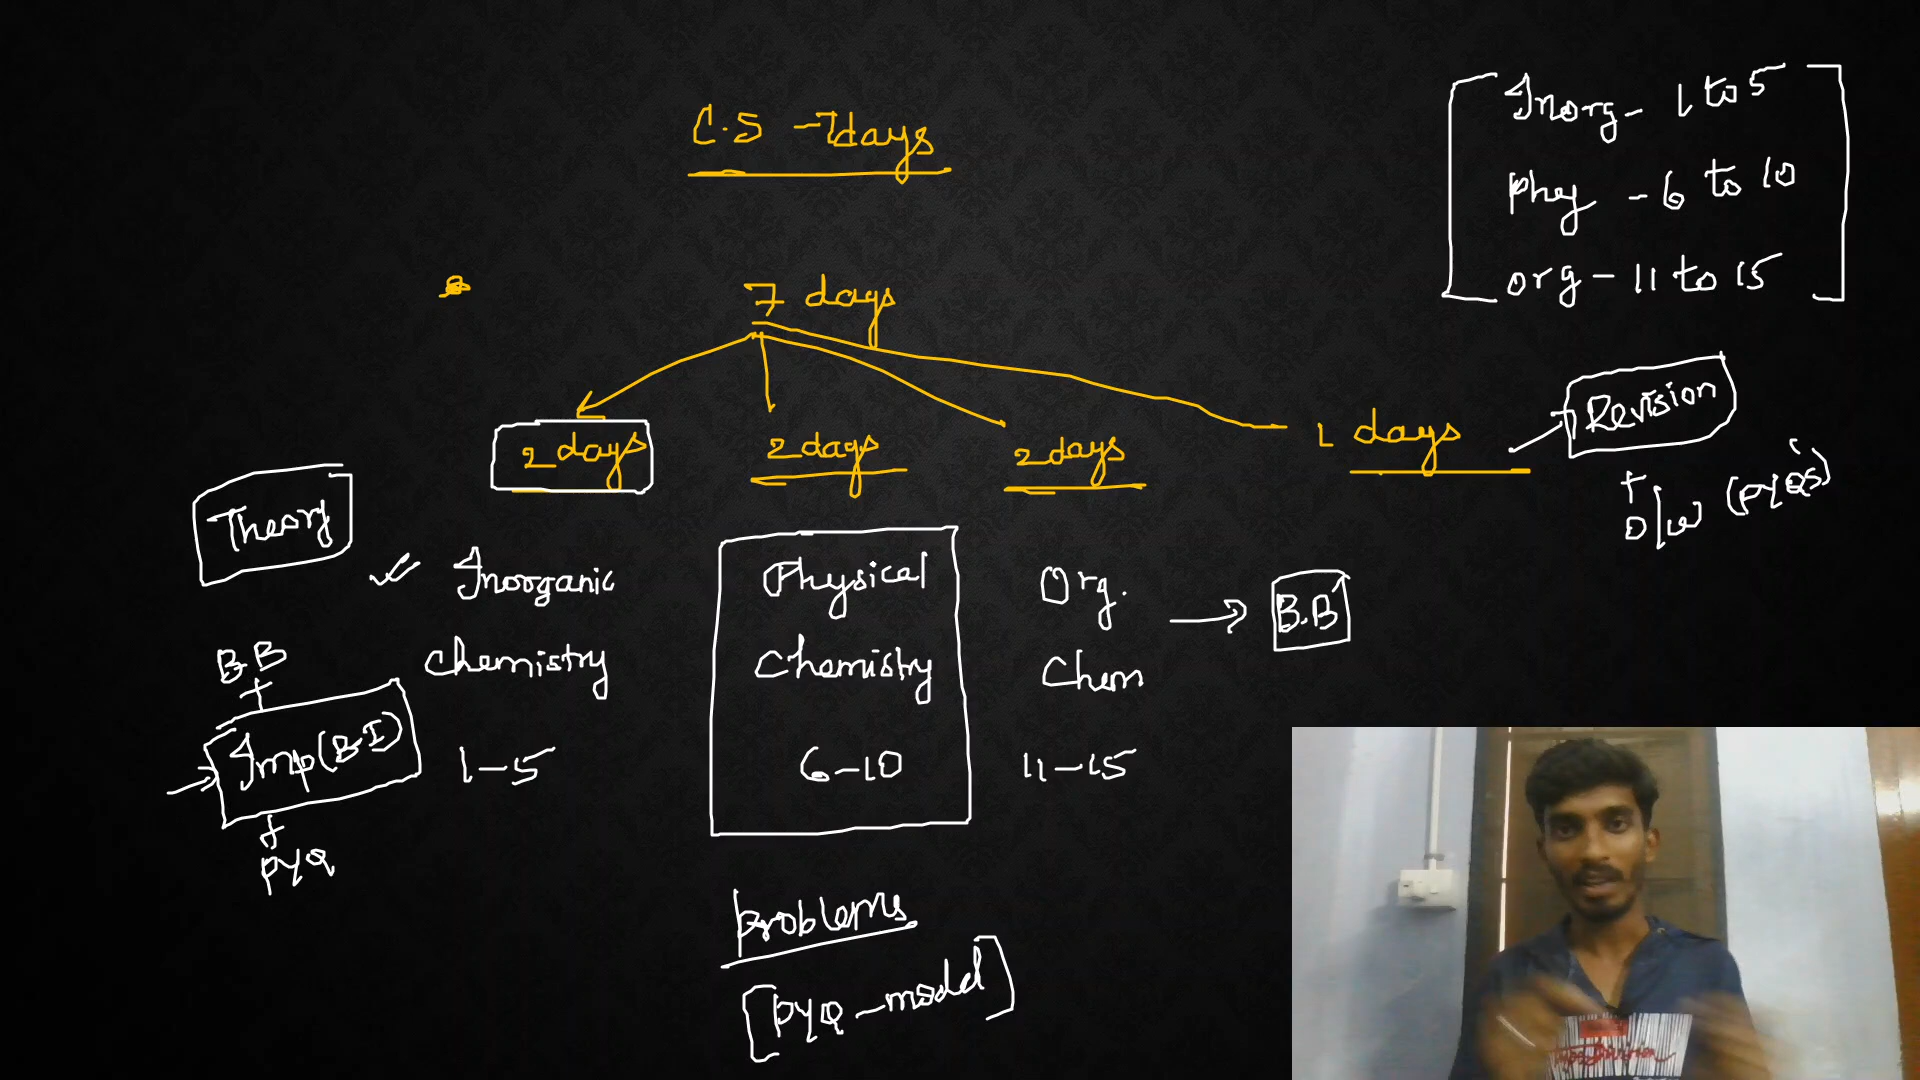 C.S - 7days
Inorg - 1 to 5
Phy - 6 to 10
org - 11 to 15
7 days
2 days
2 days
2 days
1 days
Revision
+
D/W (PYQ's)
Theory
Inorganic
Chemistry
1-5
Physical
Chemistry
6-10
Org.
Chem
11-15
B.B
BB
+
Imp(B.I)
+
PYQ
Problems
[PYQ-model]